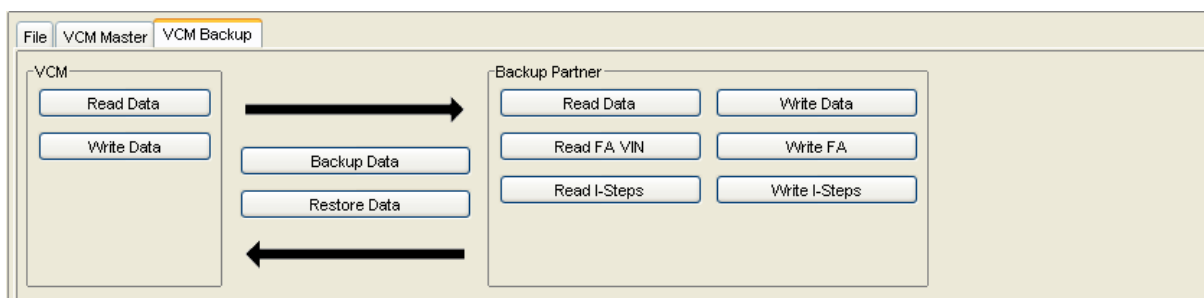 File VCM Master VCM Backup
VCM Backup Partner
Read Data Read Data Write Data
Write Data Read FA VIN Write FA
Backup Data
Read I-Steps Write I-Steps
Restore Data